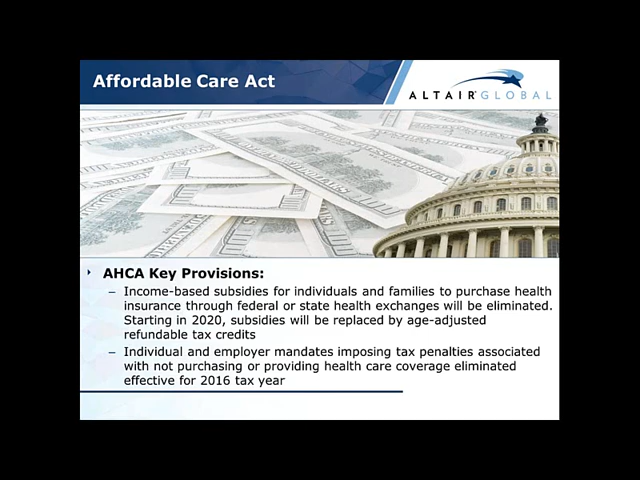 Affordable Care Act
ALTAIR GLOBAL
AHCA Key Provisions:
– Income-based subsidies for individuals and families to purchase health
insurance through federal or state health exchanges will be eliminated.
Starting in 2020, subsidies will be replaced by age-adjusted
refundable tax credits
– Individual and employer mandates imposing tax penalties associated
with not purchasing or providing health care coverage eliminated
effective for 2016 tax year